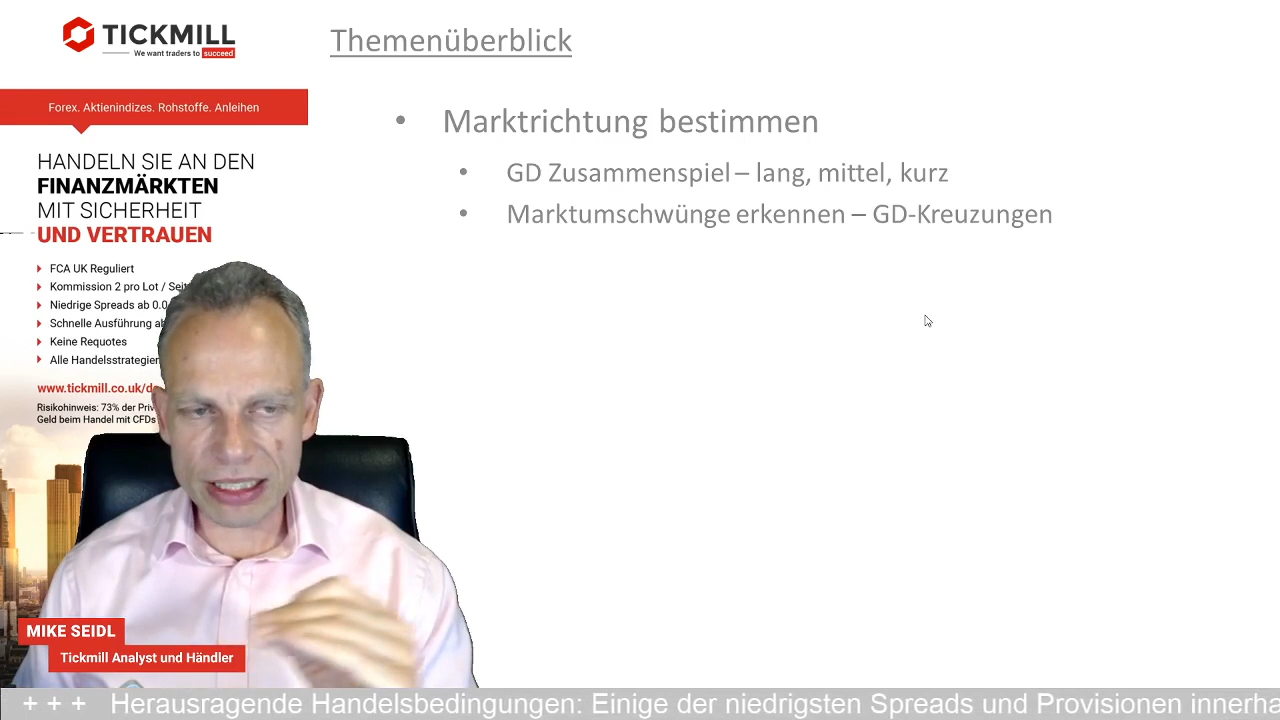 TICKMILL
We want traders to succeed
Themenüberblick
Forex. Aktienindizes. Rohstoffe. Anleihen
• Marktrichtung bestimmen
• GD Zusammenspiel – lang, mittel, kurz
• Marktumschwünge erkennen – GD-Kreuzungen
HANDELN SIE AN DEN
FINANZMÄRKTEN
MIT SICHERHEIT
UND VERTRAUEN
FCA UK Reguliert
Kommission 2 pro Lot /
Niedrige Spreads ab 0.0
Schnelle Ausführung
Keine Requotes
Alle Handelsstrategien
www.tickmill.co.uk/
Risikohinweis: 73% der
Geld beim Handel mit CFDs
MIKE SEIDL
Tickmill Analyst und Händler
+ + + Herausragende Handelsbedingungen: Einige der niedrigsten Spreads und Provisionen innerha